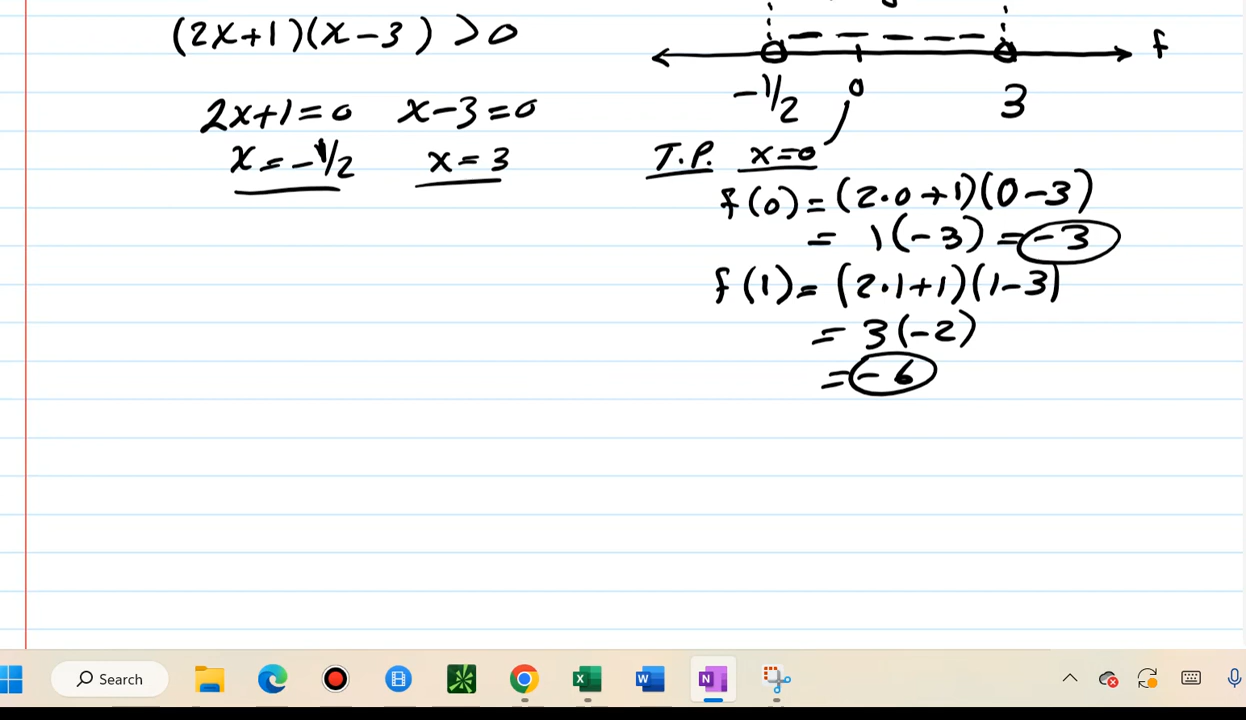 (2x+1)(x-3) > 0
2x+1=0 x-3=0
x=-1/2 x=3
f
-1/2 0 3
T.P. x=0
f(0)=(2·0+1)(0-3)
= 1(-3) = -3
f(1)=(2·1+1)(1-3)
= 3(-2)
= -6
Search